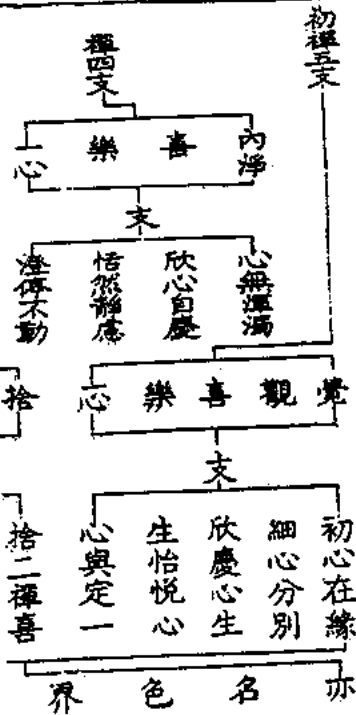 初禪五支
覺觀喜樂一心
支
初心在緣
細心分別
欣慶心生
生怡悅心
心與定一
亦名色界
禪四支
內淨喜樂一心
支
心無渾濁
欣心自慶
恬然靜慮
澄停不動
捨
捨二禪喜